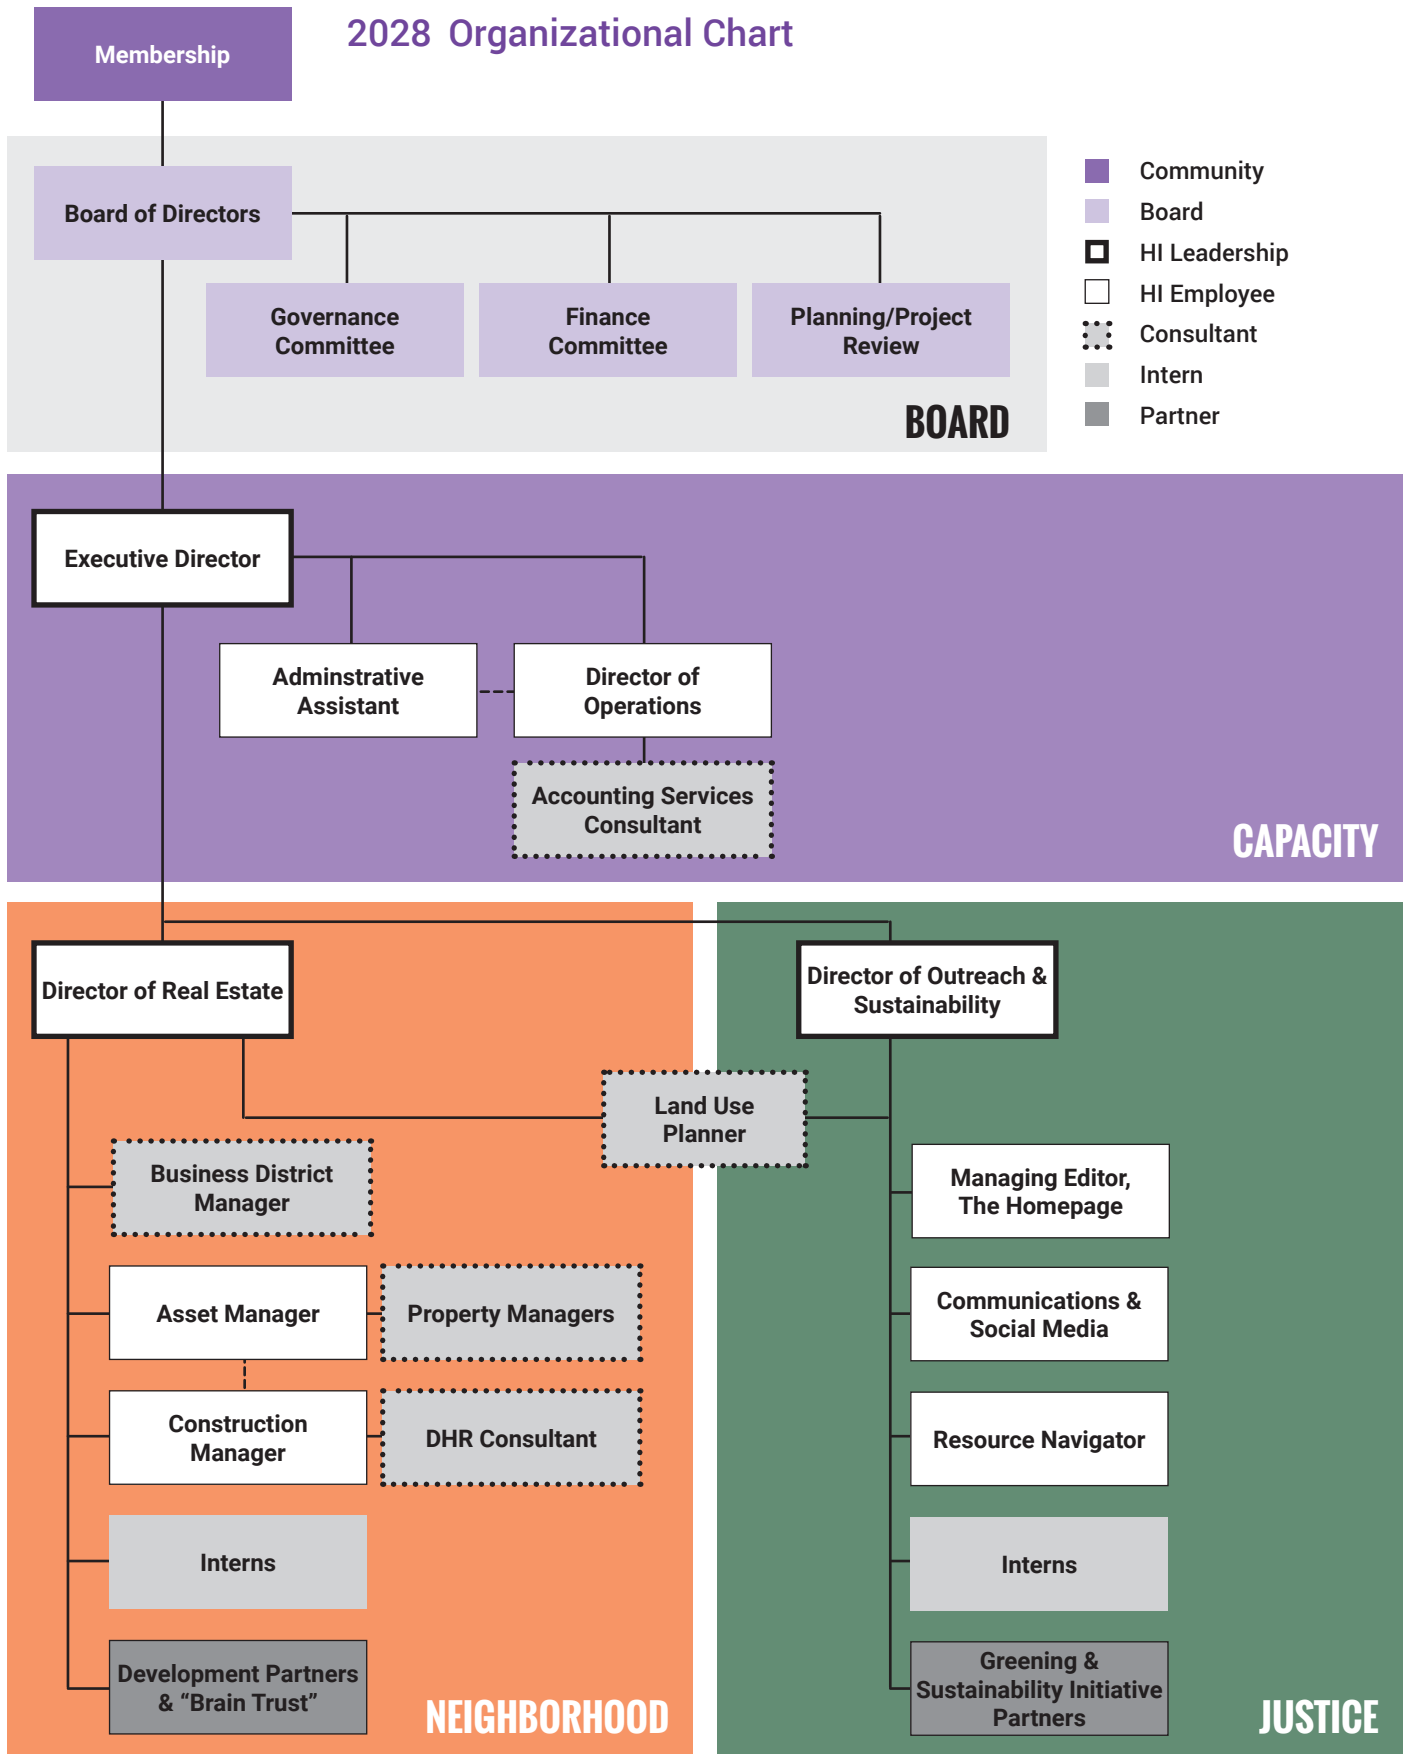 2028 Organizational Chart
Membership
Board of Directors
Governance
Committee
Finance
Committee
Planning/Project
Review
BOARD
Community
Board
HI Leadership
HI Employee
Consultant
Intern
Partner
Executive Director
Adminstrative
Assistant
Director of
Operations
Accounting Services
Consultant
CAPACITY
Director of Real Estate
Director of Outreach &
Sustainability
Land Use
Planner
Business District
Manager
Asset Manager
Property Managers
Construction
Manager
DHR Consultant
Interns
Development Partners
& “Brain Trust”
NEIGHBORHOOD
Managing Editor,
The Homepage
Communications &
Social Media
Resource Navigator
Interns
Greening &
Sustainability Initiative
Partners
JUSTICE